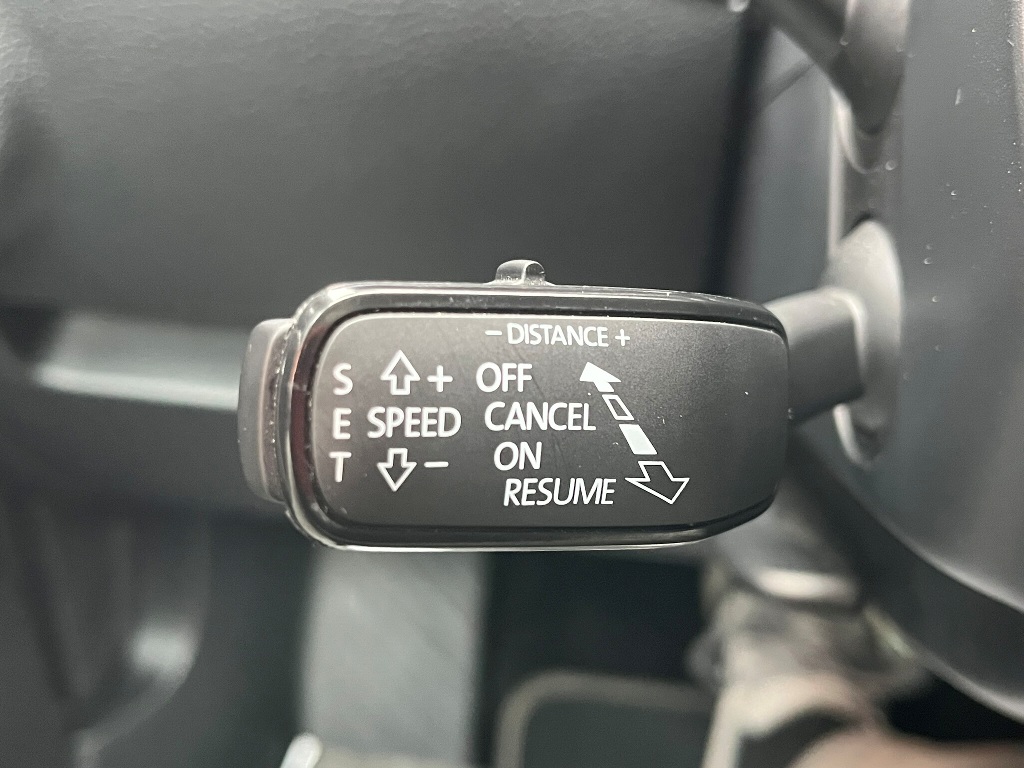 – DISTANCE +
S E T
+
SPEED
–
OFF
CANCEL
ON
RESUME